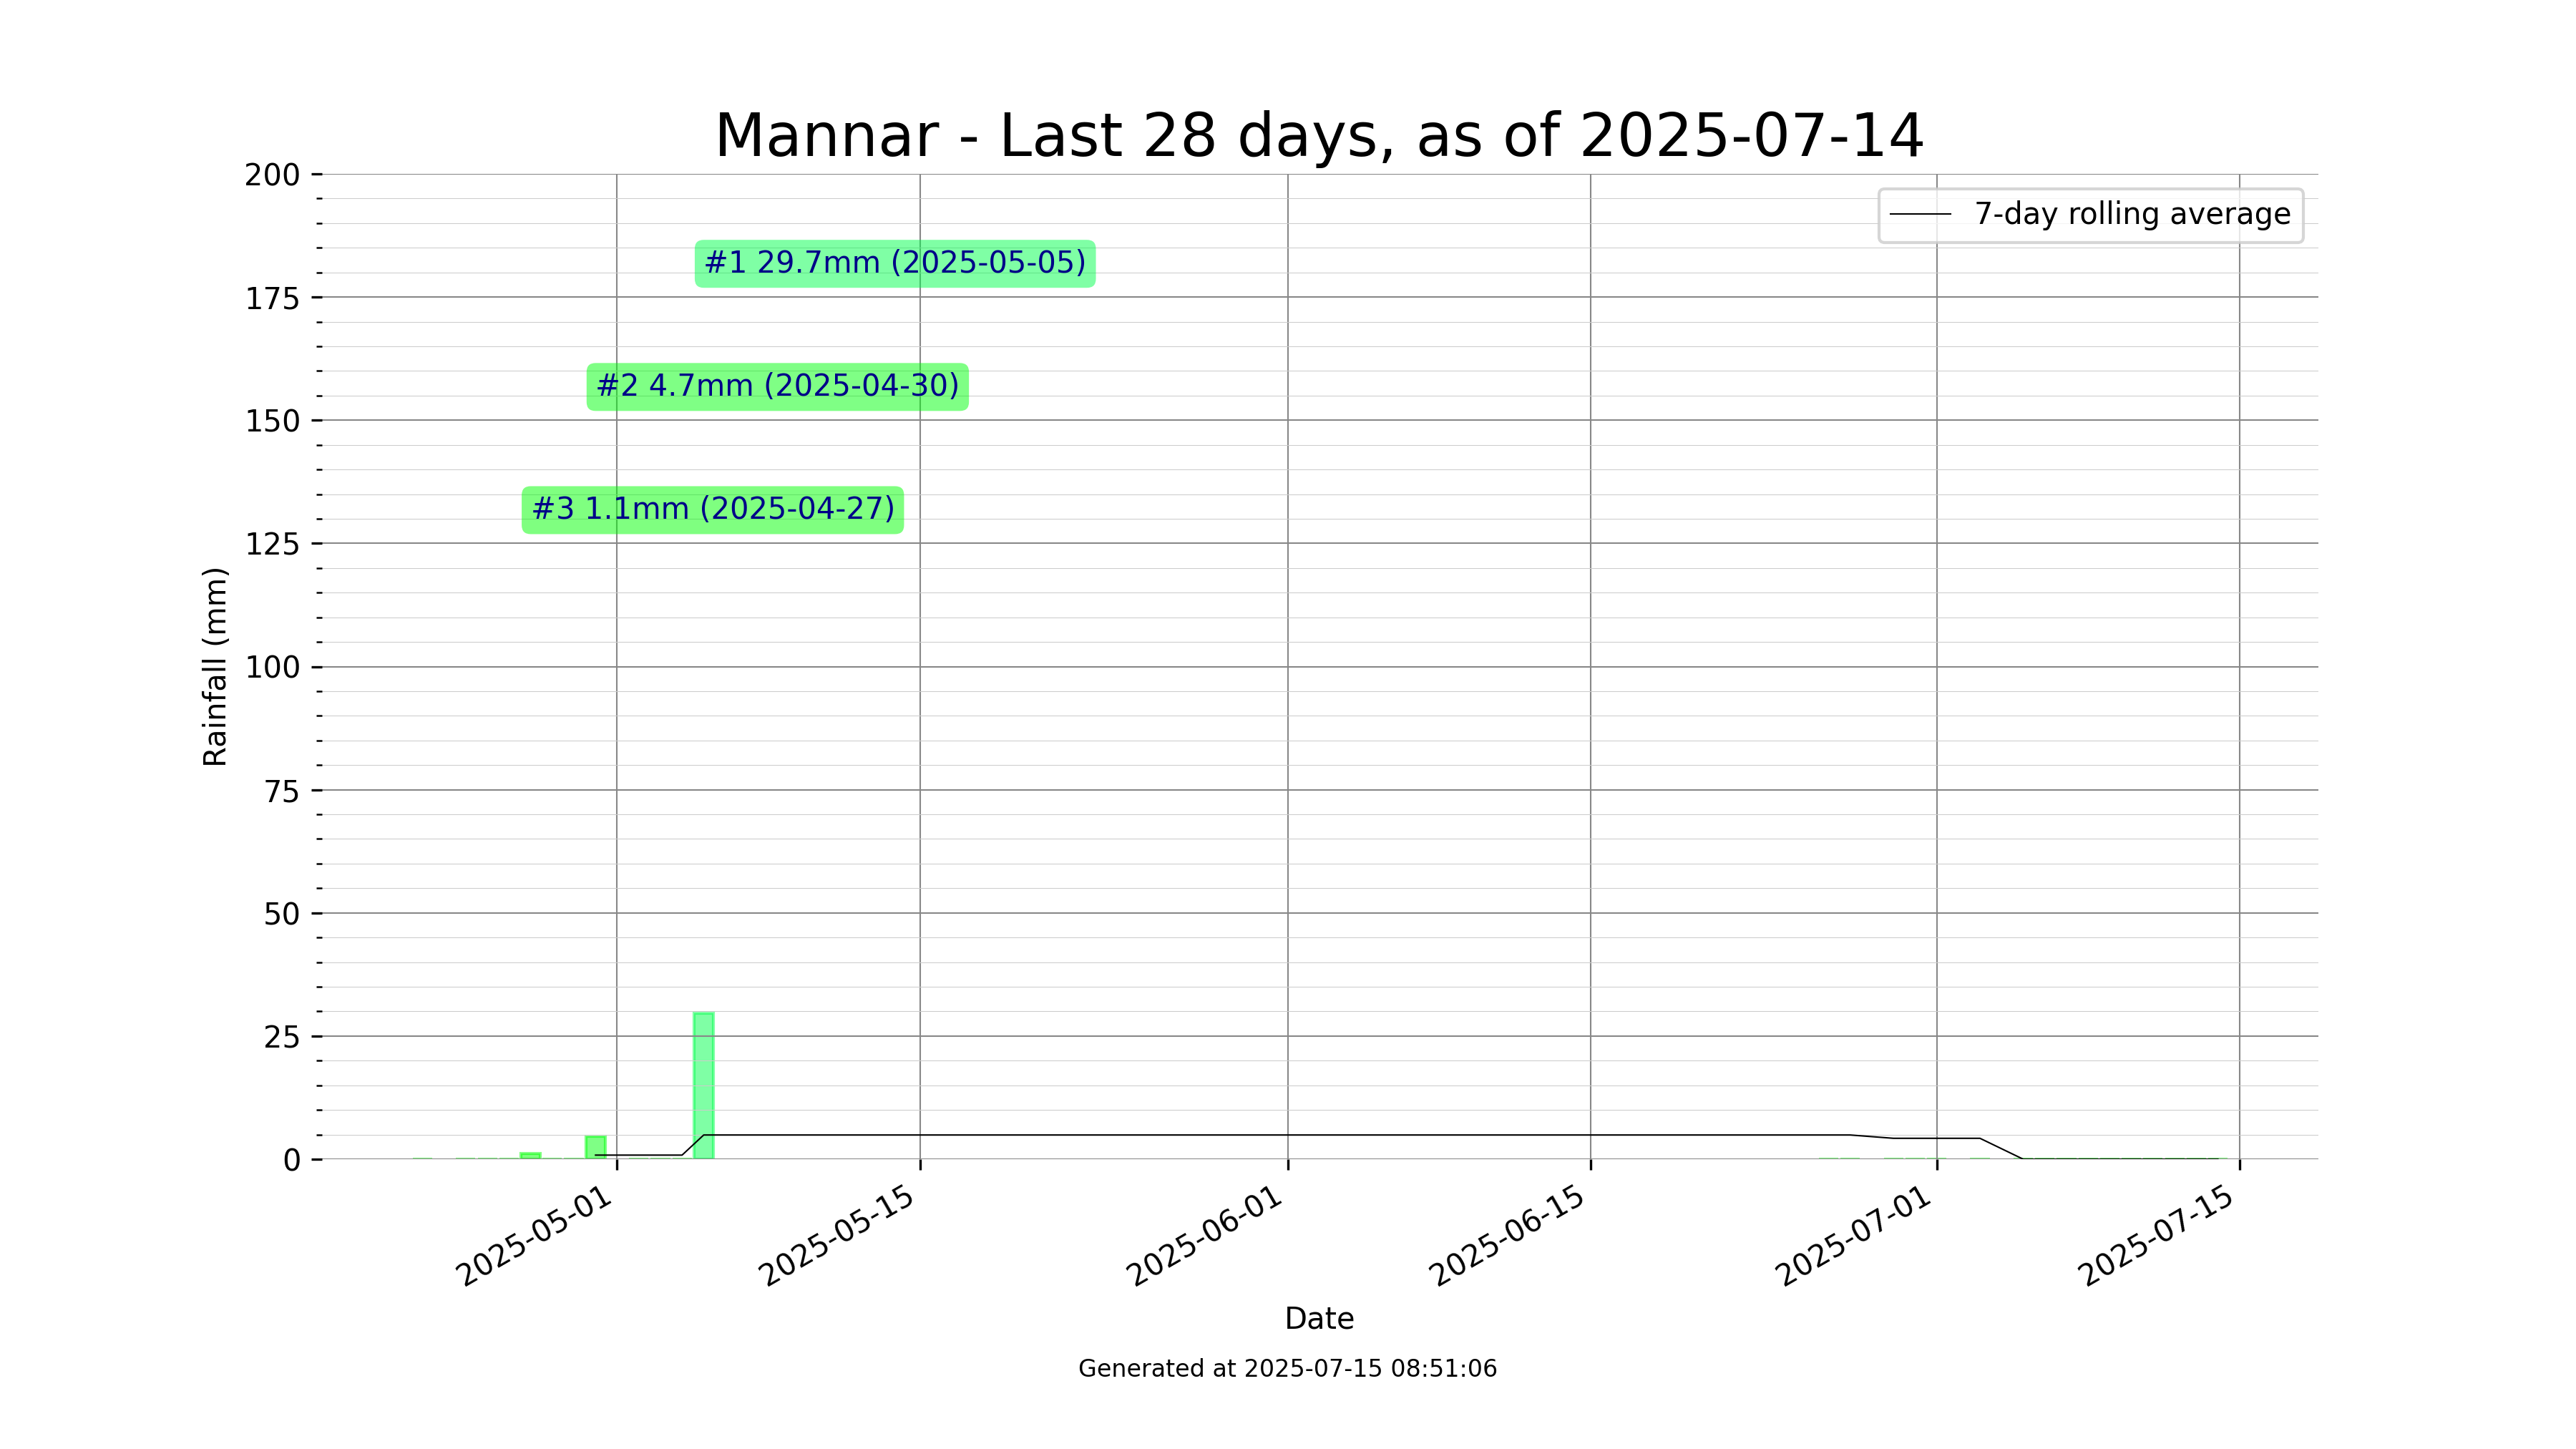 Mannar - Last 28 days, as of 2025-07-14
7-day rolling average
#1 29.7mm (2025-05-05)
#2 4.7mm (2025-04-30)
#3 1.1mm (2025-04-27)
Rainfall (mm)
200
175
150
125
100
75
50
25
0
2025-05-01
2025-05-15
2025-06-01
2025-06-15
2025-07-01
2025-07-15
Date
Generated at 2025-07-15 08:51:06